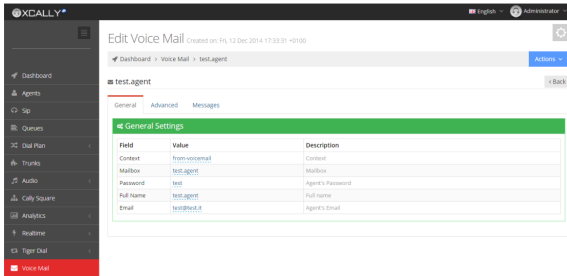 XCALLY
English
Administrator
Edit Voice Mail Created on: Fri, 12 Dec 2014 17:33:31 +0100
Dashboard > Voice Mail > test.agent
Actions
test.agent
< Back
General Advanced Messages
General Settings
Field Value Description
Context from-voicemail Context
Mailbox test.agent Mailbox
Password test Agent's Password
Full Name test.agent Full name
Email test@test.it Agent's Email
Dashboard
Agents
Sip
Queues
Dial Plan
Trunks
Audio
Cally Square
Analytics
Realtime
Tiger Dial
Voice Mail